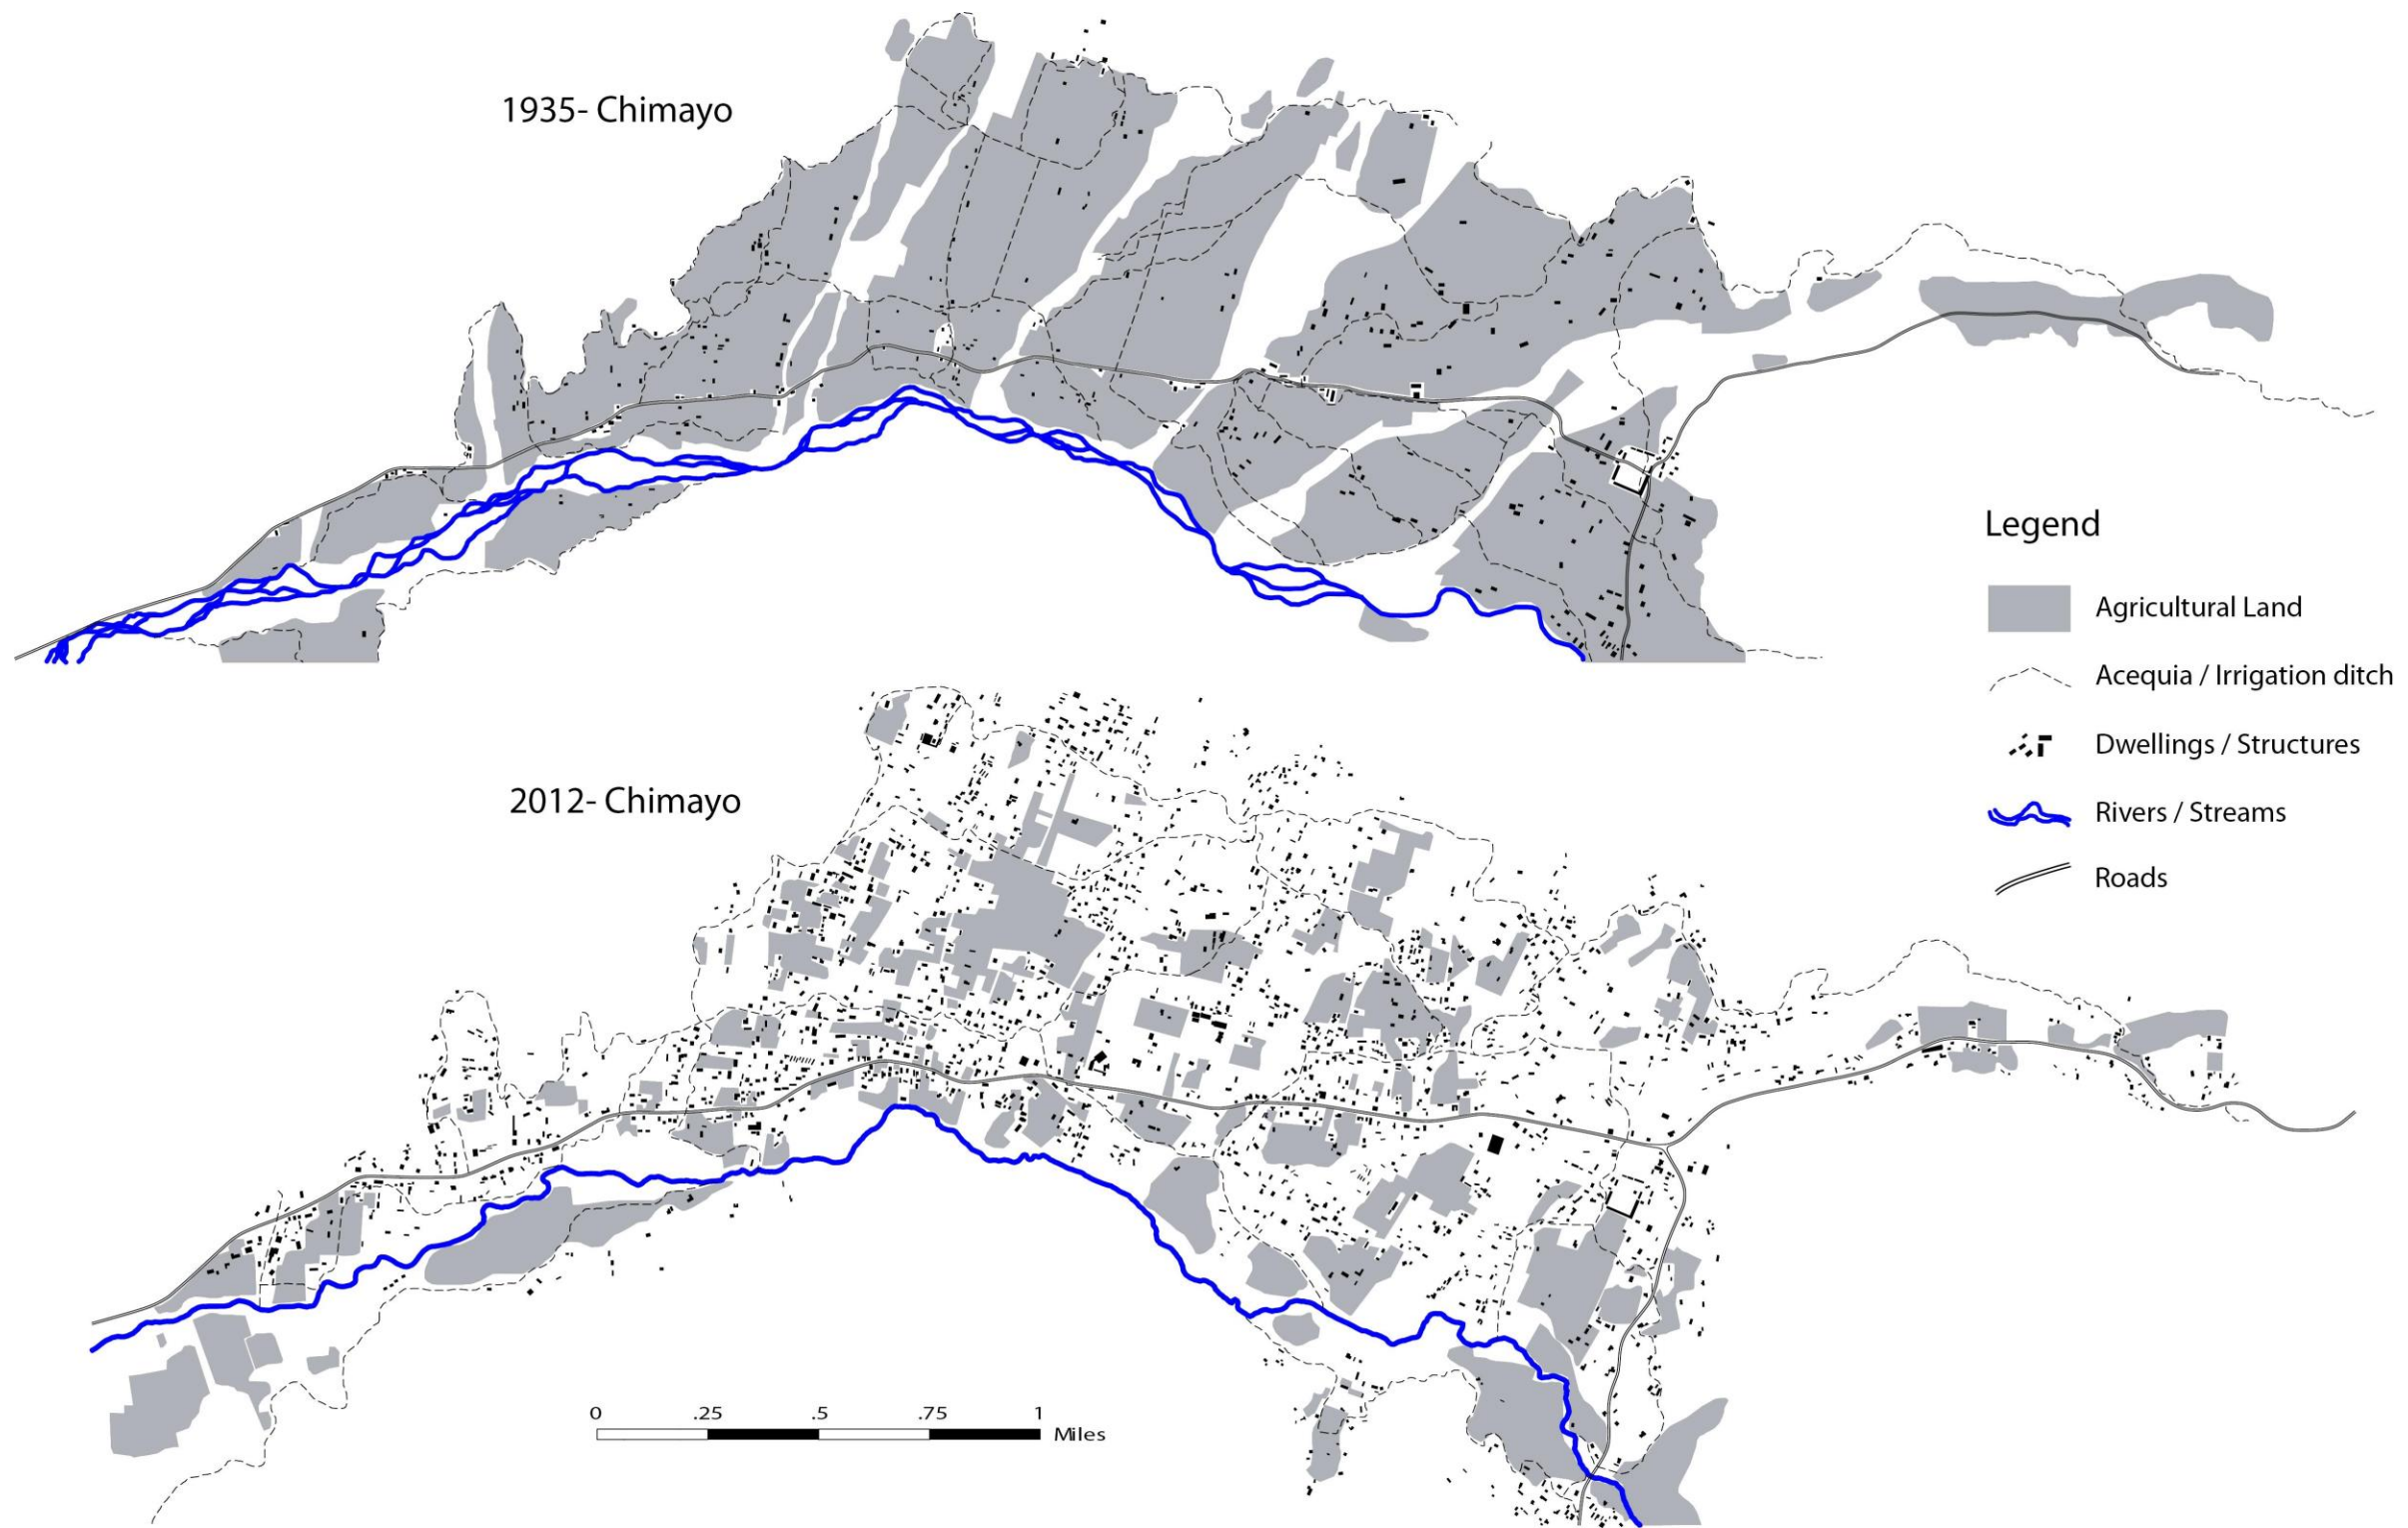 1935- Chimayo
Legend
Agricultural Land
Acequia / Irrigation ditch
Dwellings / Structures
Rivers / Streams
Roads
2012- Chimayo
0 .25 .5 .75 1
Miles